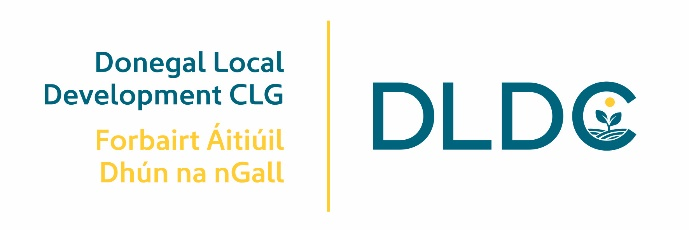 Donegal Local
Development CLG
Forbairt Áitiúil
Dhún na nGall
DLDC